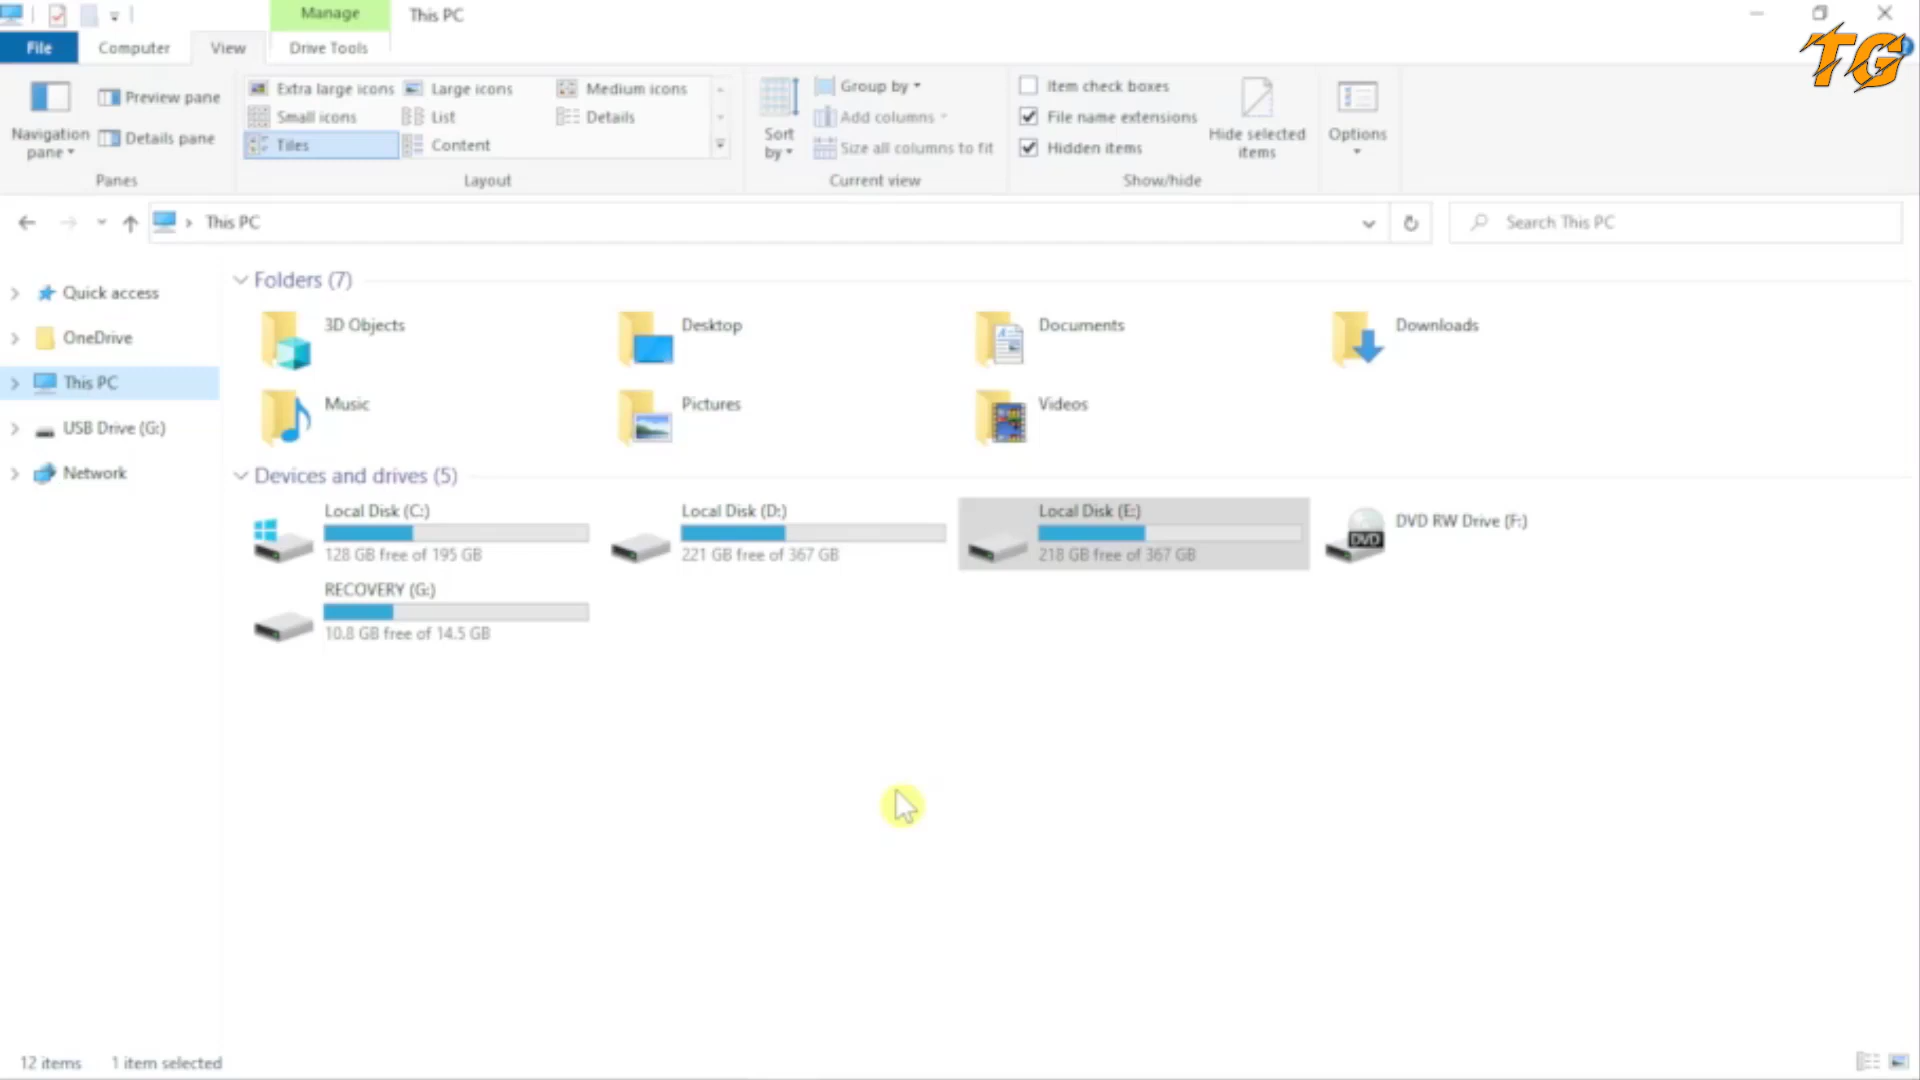 Manage
This PC
TG
File
Computer
View
Drive Tools
Navigation pane
Preview pane
Details pane
Panes
Extra large icons
Large icons
Medium icons
Small icons
List
Details
Tiles
Content
Layout
Sort by
Group by
Add columns
Size all columns to fit
Current view
Item check boxes
File name extensions
Hidden items
Hide selected items
Show/hide
Options
This PC
Search This PC
Quick access
OneDrive
This PC
USB Drive (G:)
Network
Folders (7)
3D Objects
Desktop
Documents
Downloads
Music
Pictures
Videos
Devices and drives (5)
Local Disk (C:)
128 GB free of 195 GB
Local Disk (D:)
221 GB free of 367 GB
Local Disk (E:)
218 GB free of 367 GB
DVD RW Drive (F:)
DVD
RECOVERY (G:)
10.8 GB free of 14.5 GB
12 items
1 item selected